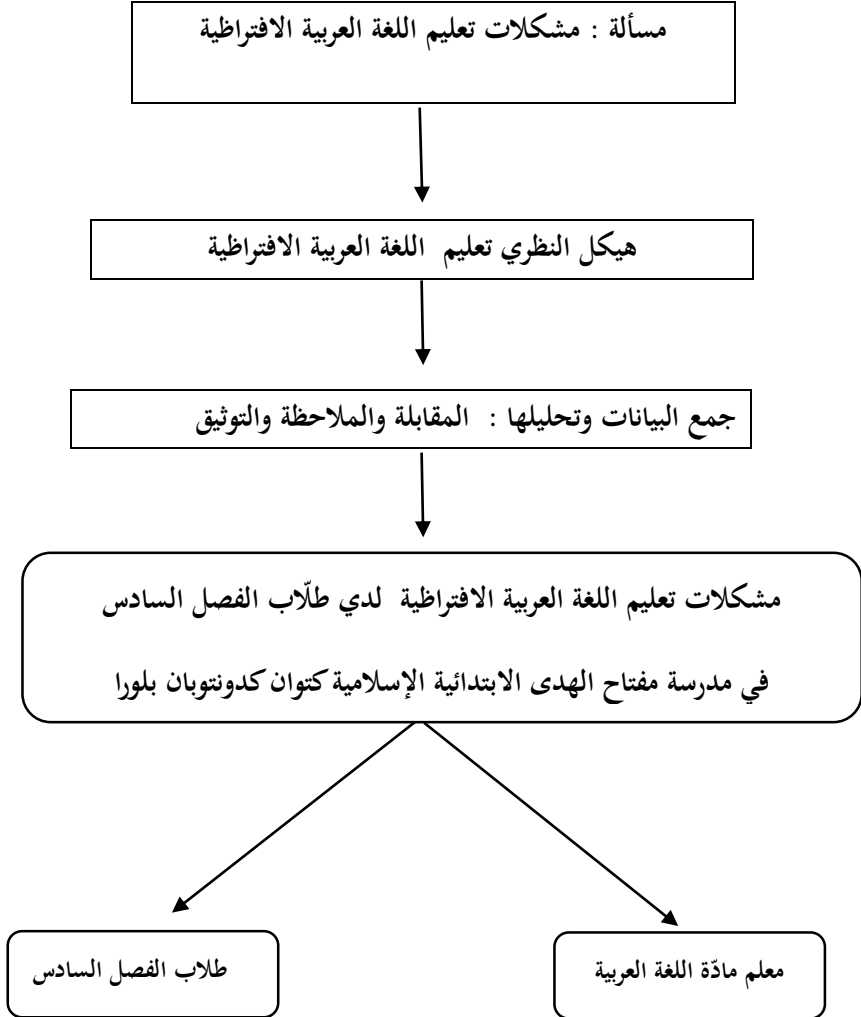 مسألة : مشكلات تعليم اللغة العربية الافتراظية
هيكل النظري تعليم اللغة العربية الافتراظية
جمع البيانات وتحليلها : المقابلة والملاحظة والتوثيق
مشكلات تعليم اللغة العربية الافتراظية لدي طلّاب الفصل السادس
في مدرسة مفتاح الهدى الابتدائية الإسلامية كتوان كدونتوبان بلورا
معلم مادّة اللغة العربية
طلاب الفصل السادس